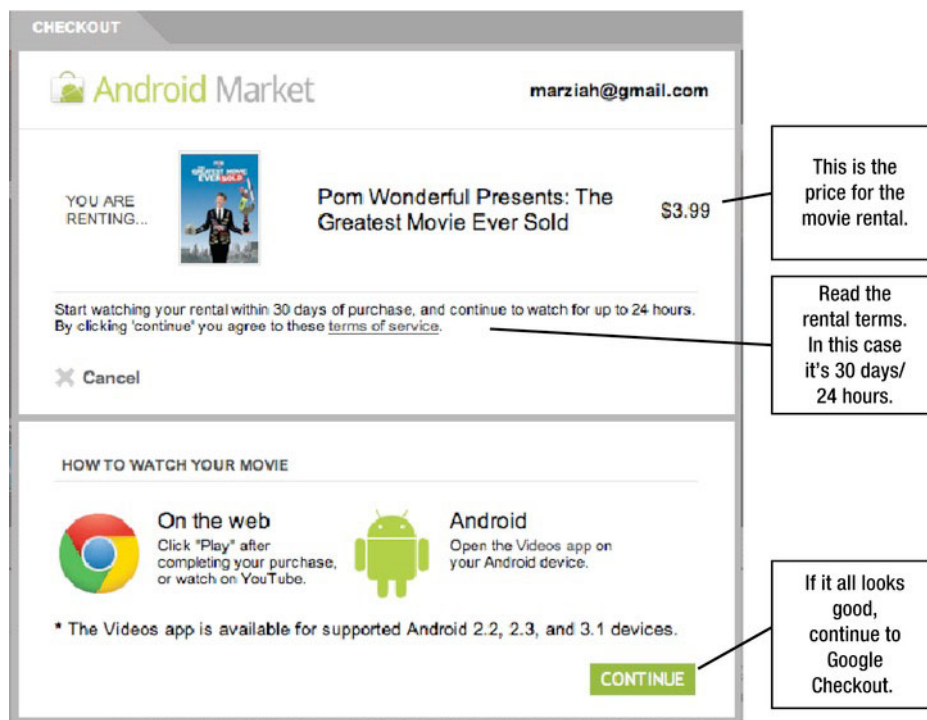 CHECKOUT
Android Market
marziah@gmail.com
YOU ARE
RENTING...
POM
GREATEST MOVIE
EVER SOLD
Pom Wonderful Presents: The
Greatest Movie Ever Sold
$3.99
This is the
price for the
movie rental.
Start watching your rental within 30 days of purchase, and continue to watch for up to 24 hours.
By clicking 'continue' you agree to these terms of service.
Read the
rental terms.
In this case
it's 30 days/
24 hours.
Cancel
HOW TO WATCH YOUR MOVIE
On the web
Click "Play" after
completing your purchase,
or watch on YouTube.
Android
Open the Videos app on
your Android device.
* The Videos app is available for supported Android 2.2, 2.3, and 3.1 devices.
CONTINUE
If it all looks
good,
continue to
Google
Checkout.